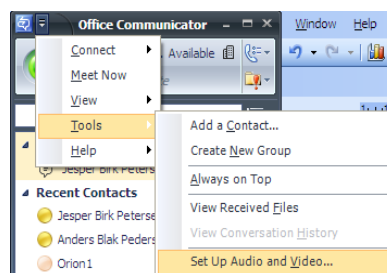 Office Communicator
Window Help
Connect
Available
Meet Now
View
Tools
Add a Contact...
Help
Create New Group
Jesper Birk Peters
Always on Top
Recent Contacts
View Received Files
Jesper Birk Peterse
View Conversation History
Anders Blak Peders
Orion1
Set Up Audio and Video...